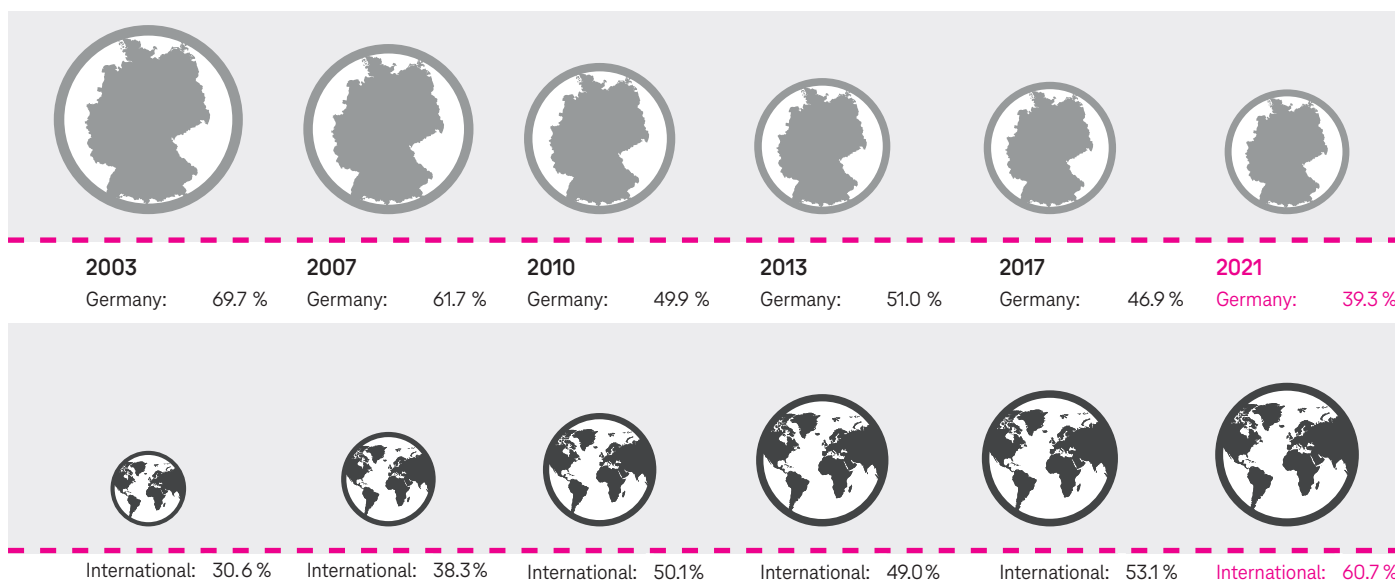 2003 2007 2010 2013 2017 2021
Germany: 69.7 % Germany: 61.7 % Germany: 49.9 % Germany: 51.0 % Germany: 46.9 % Germany: 39.3 %
International: 30.6 % International: 38.3 % International: 50.1 % International: 49.0 % International: 53.1 % International: 60.7 %